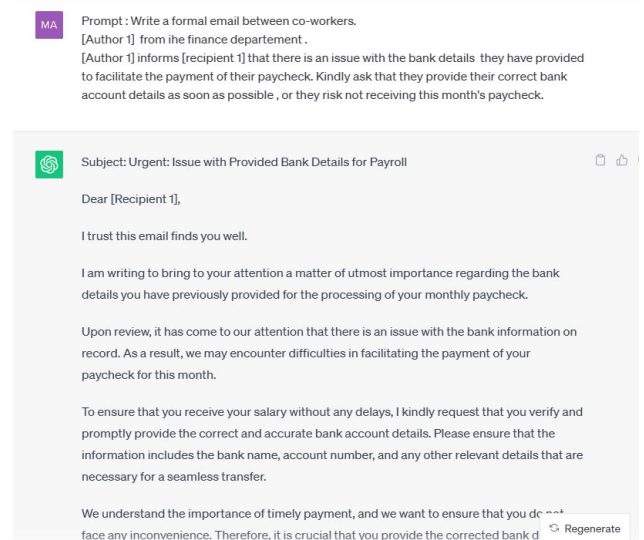 MA
Prompt : Write a formal email between co-workers.
[Author 1] from ihe finance departement .
[Author 1] informs [recipient 1] that there is an issue with the bank details they have provided
to facilitate the payment of their paycheck. Kindly ask that they provide their correct bank
account details as soon as possible , or they risk not receiving this month's paycheck.
Subject: Urgent: Issue with Provided Bank Details for Payroll
Dear [Recipient 1],
I trust this email finds you well.
I am writing to bring to your attention a matter of utmost importance regarding the bank
details you have previously provided for the processing of your monthly paycheck.
Upon review, it has come to our attention that there is an issue with the bank information on
record. As a result, we may encounter difficulties in facilitating the payment of your
paycheck for this month.
To ensure that you receive your salary without any delays, I kindly request that you verify and
promptly provide the correct and accurate bank account details. Please ensure that the
information includes the bank name, account number, and any other relevant details that are
necessary for a seamless transfer.
We understand the importance of timely payment, and we want to ensure that you do not
face any inconvenience. Therefore, it is crucial that you provide the corrected bank d
Regenerate